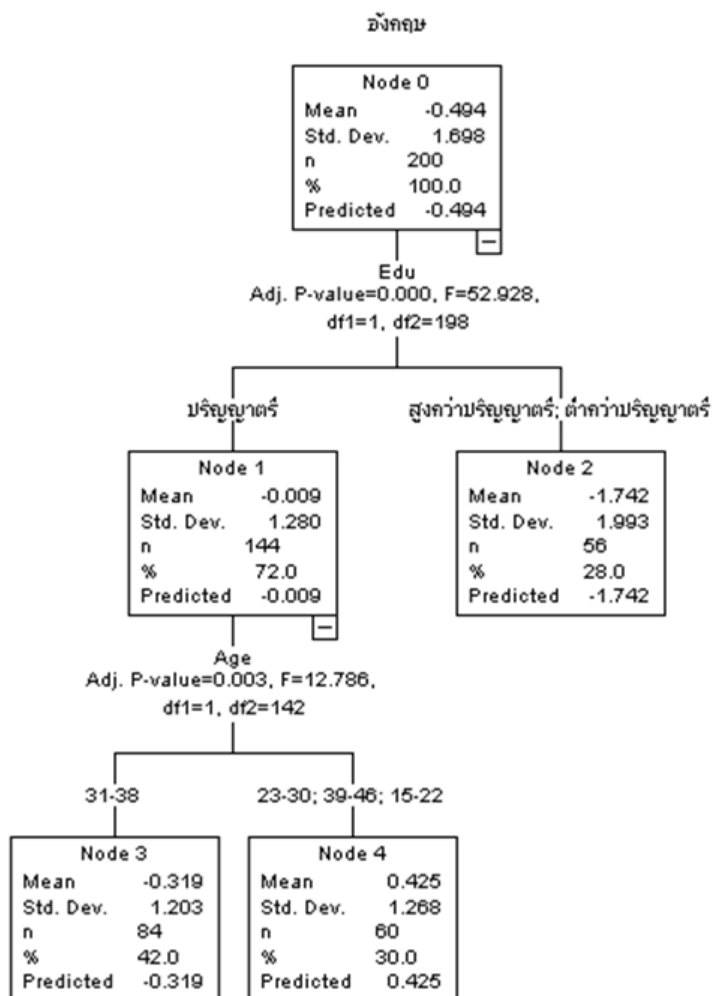 อังกฤษ
Node 0
Mean -0.494
Std. Dev. 1.698
n 200
% 100.0
Predicted -0.494
Edu
Adj. P-value=0.000, F=52.928,
df1=1, df2=198
ปริญญาตรี
สูงกว่าปริญญาตรี; ต่ำกว่าปริญญาตรี
Node 1
Mean -0.009
Std. Dev. 1.280
n 144
% 72.0
Predicted -0.009
Node 2
Mean -1.742
Std. Dev. 1.993
n 56
% 28.0
Predicted -1.742
Age
Adj. P-value=0.003, F=12.786,
df1=1, df2=142
31-38
23-30; 39-46; 15-22
Node 3
Mean -0.319
Std. Dev. 1.203
n 84
% 42.0
Predicted -0.319
Node 4
Mean 0.425
Std. Dev. 1.268
n 60
% 30.0
Predicted 0.425